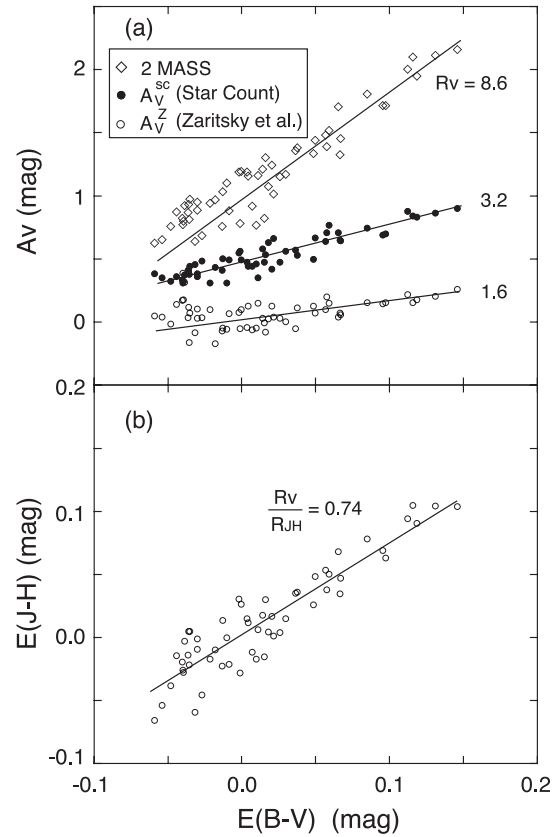 (a)
2 MASS
A_V^sc (Star Count)
A_V^Z (Zaritsky et al.)
Rv = 8.6
3.2
1.6
2
1
0
Av (mag)
(b)
Rv
RJH
= 0.74
0.2
0.1
0.0
-0.1
E(J-H) (mag)
-0.1
0.0
0.1
0.2
E(B-V) (mag)